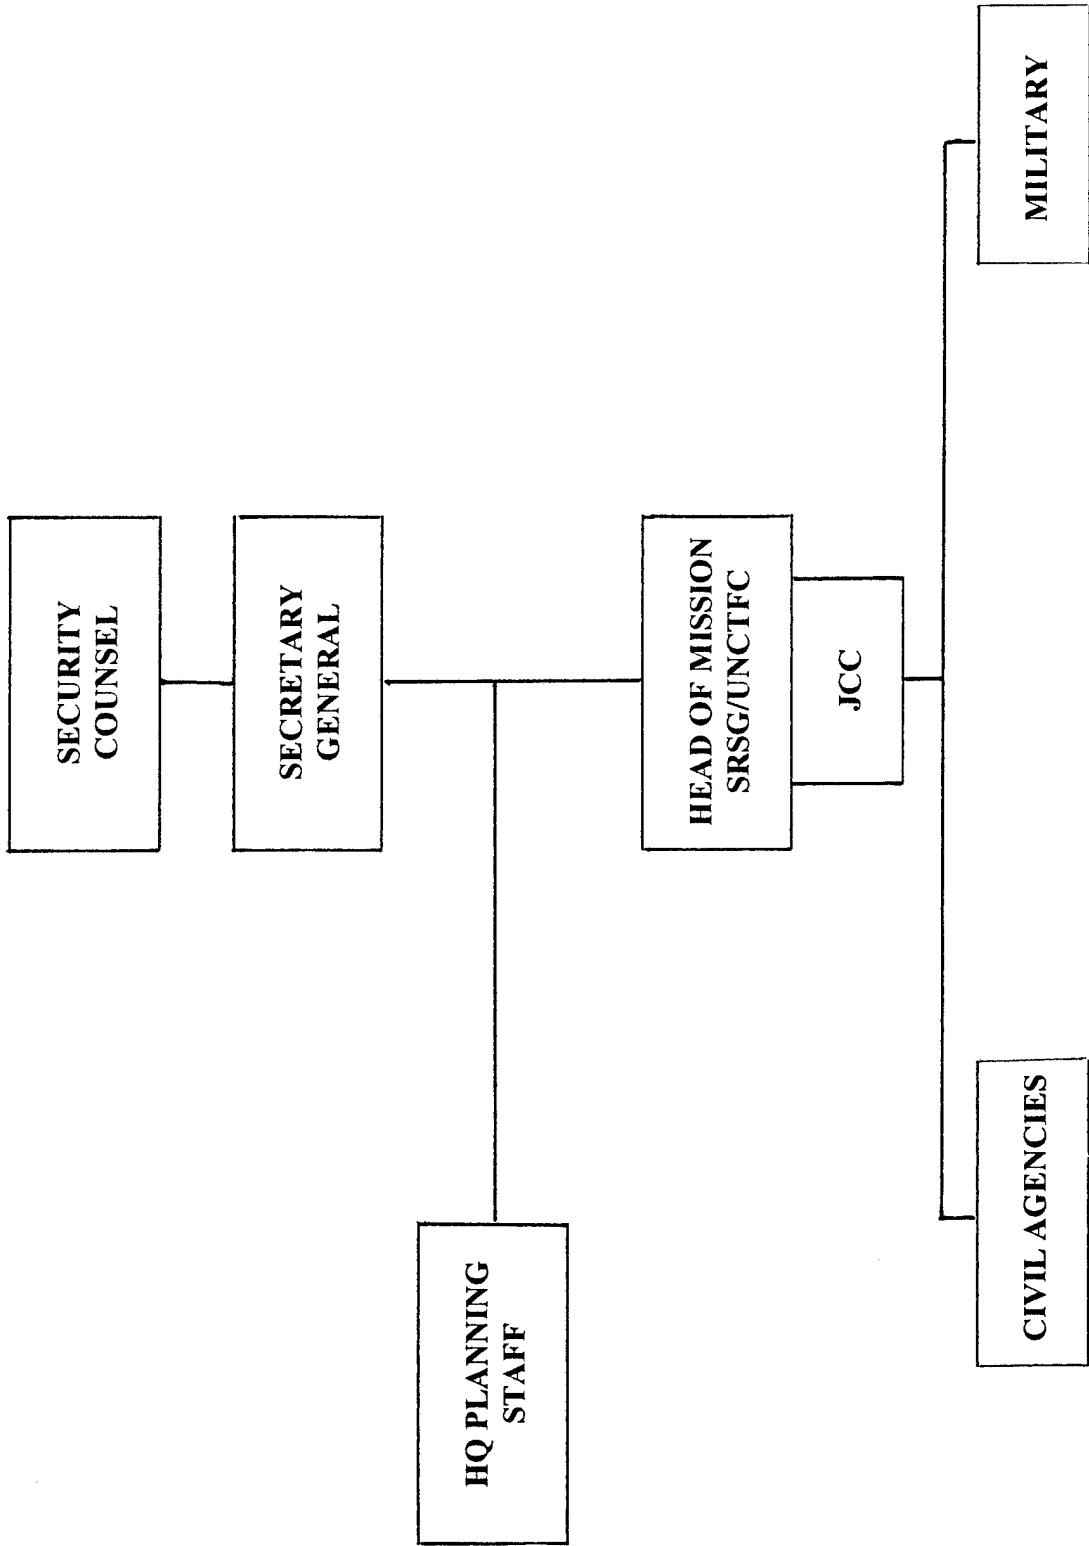 SECURITY
COUNSEL
SECRETARY
GENERAL
HQ PLANNING
STAFF
HEAD OF MISSION
SRSG/UNCTFC
JCC
CIVIL AGENCIES
MILITARY